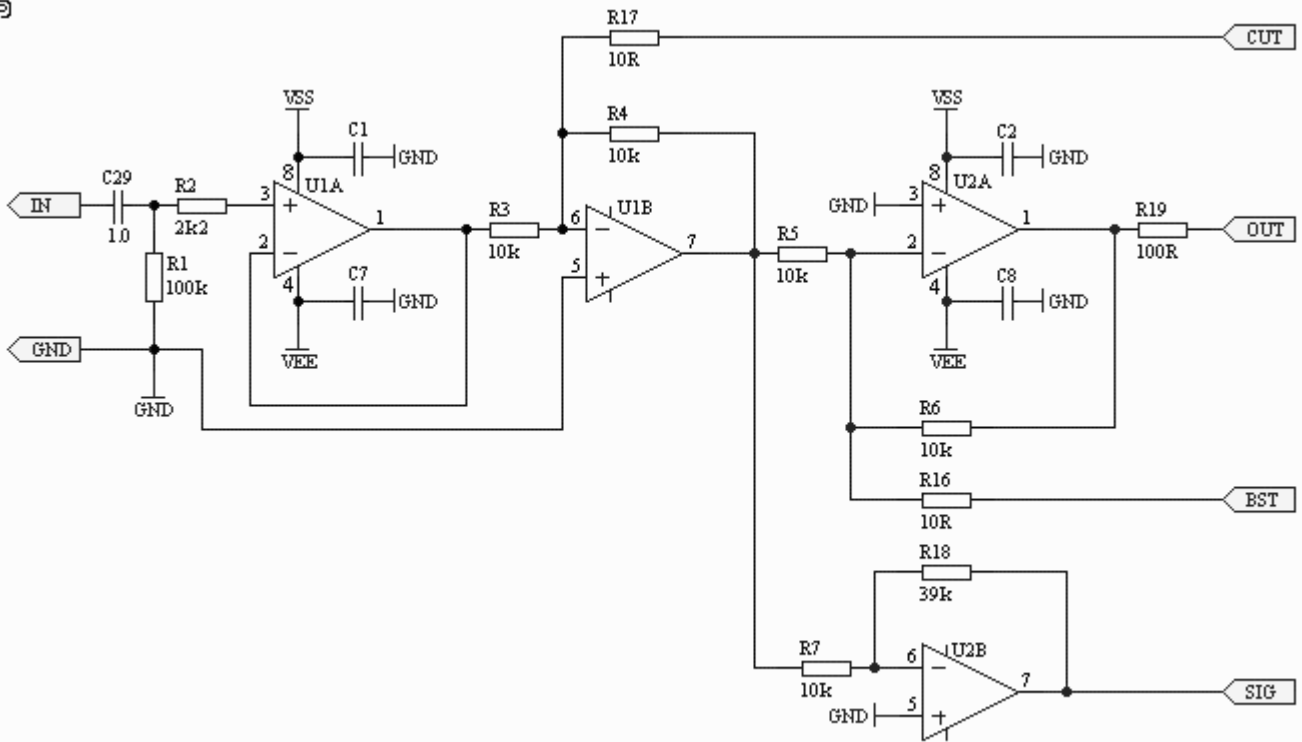 R17
CUT
10R
VSS
VSS
R4
C1
C2
GND
10k
GND
8
8
C29
R2
U1A
U2A
IN
3
+
1
R3
6
U1B
GND
3
+
1
R19
OUT
1.0
2k2
2
−
10k
−
7
R5
2
−
100R
R1
100k
4
C7
GND
5
+
10k
4
C8
GND
GND
VEE
VEE
GND
R6
10k
R16
BST
10R
R18
39k
R7
6
−
U2B
7
10k
GND
5
+
SIG